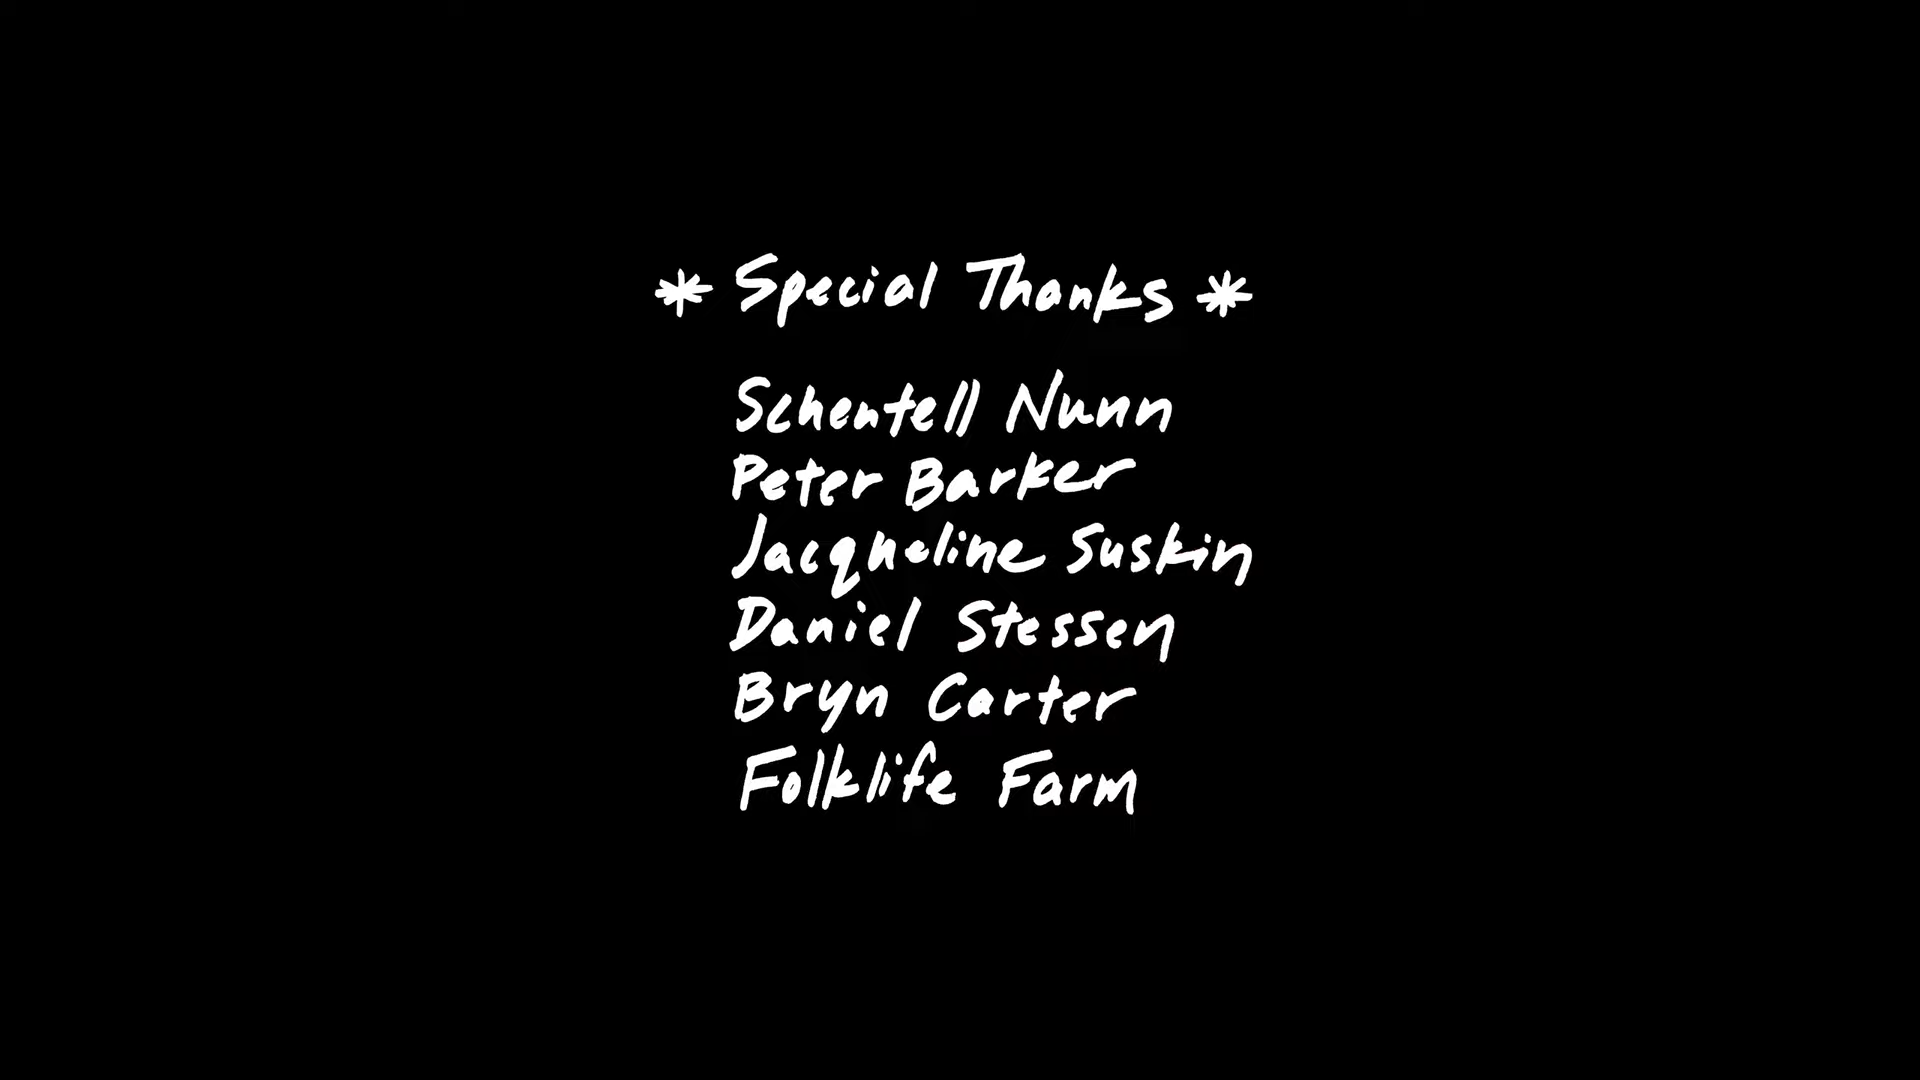 * Special Thanks *
Schentell Nunn
Peter Barker
Jacqueline Suskin
Daniel Stessen
Bryn Carter
Folklife Farm